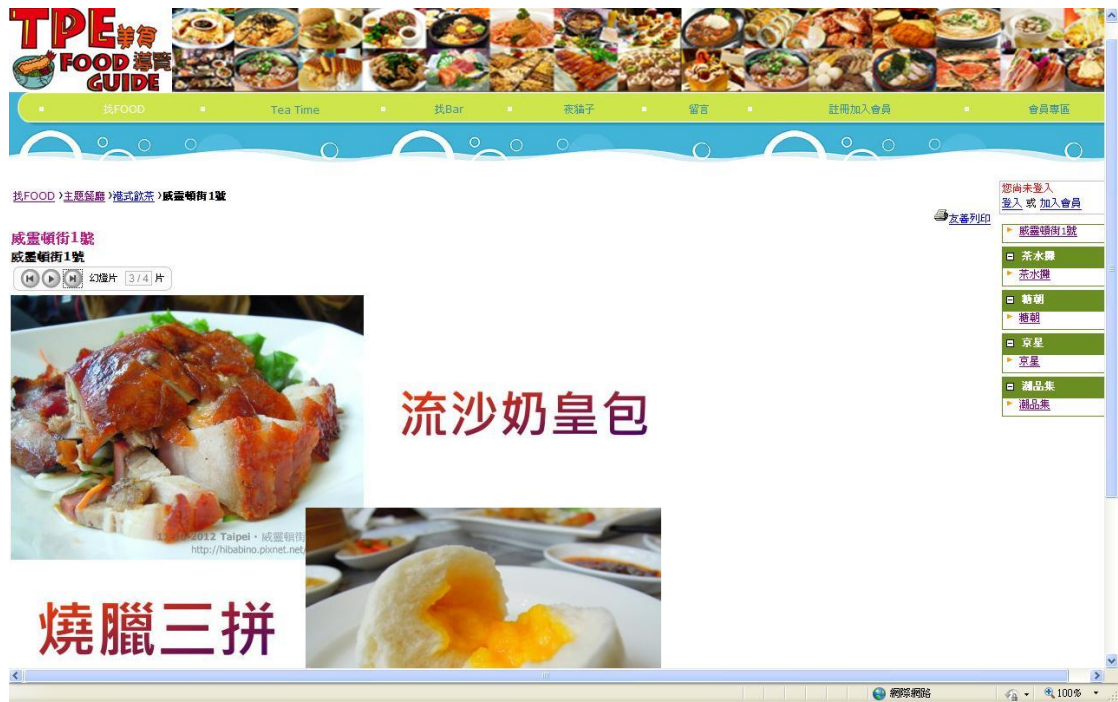 TPE美食
FOOD導覽
GUIDE
找FOOD
Tea Time
找Bar
夜貓子
留言
註冊加入會員
會員專區
找FOOD 〉主題餐廳 〉港式飲茶 〉威靈頓街1號
您尚未登入
登入 或 加入會員
友善列印
威靈頓街1號
威靈頓街1號
幻燈片 3/4 片
威靈頓街1號
茶水攤
茶水攤
糖朝
糖朝
京星
京星
潮品集
潮品集
流沙奶皇包
2012 Taipei・威靈頓街
http://hibabino.pixnet.net
燒臘三拼
網際網路
100%